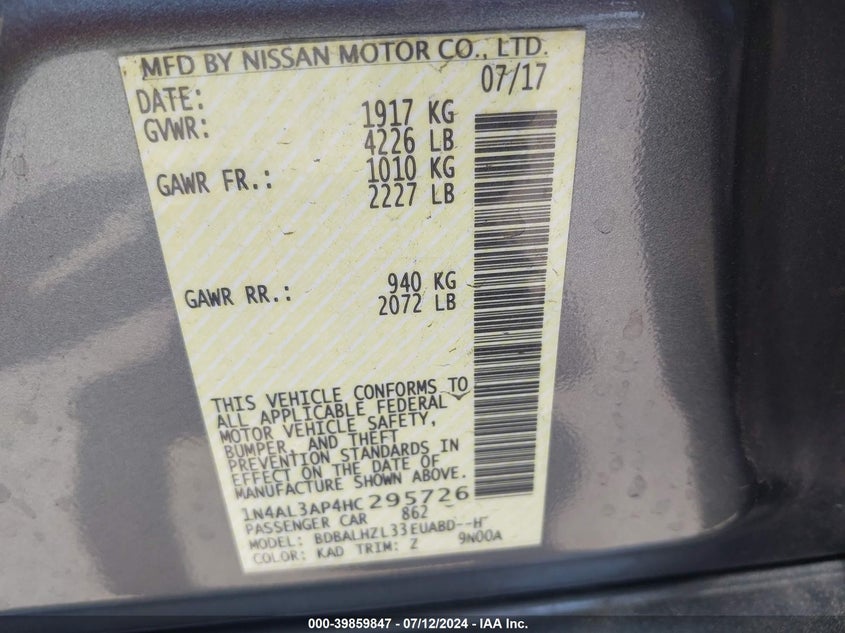 MFD BY NISSAN MOTOR CO., LTD.
DATE: 07/17
GVWR: 1917 KG
4226 LB
GAWR FR.: 1010 KG
2227 LB
GAWR RR.: 940 KG
2072 LB
THIS VEHICLE CONFORMS TO
ALL APPLICABLE FEDERAL
MOTOR VEHICLE SAFETY,
BUMPER, AND THEFT
PREVENTION STANDARDS IN
EFFECT ON THE DATE OF
MANUFACTURE SHOWN ABOVE.
1N4AL3AP4HC295726
PASSENGER CAR 862
MODEL: BDBALHZL33EUABD--H
COLOR: KAD TRIM: Z 9N00A
000-39859847 - 07/12/2024 - IAA Inc.